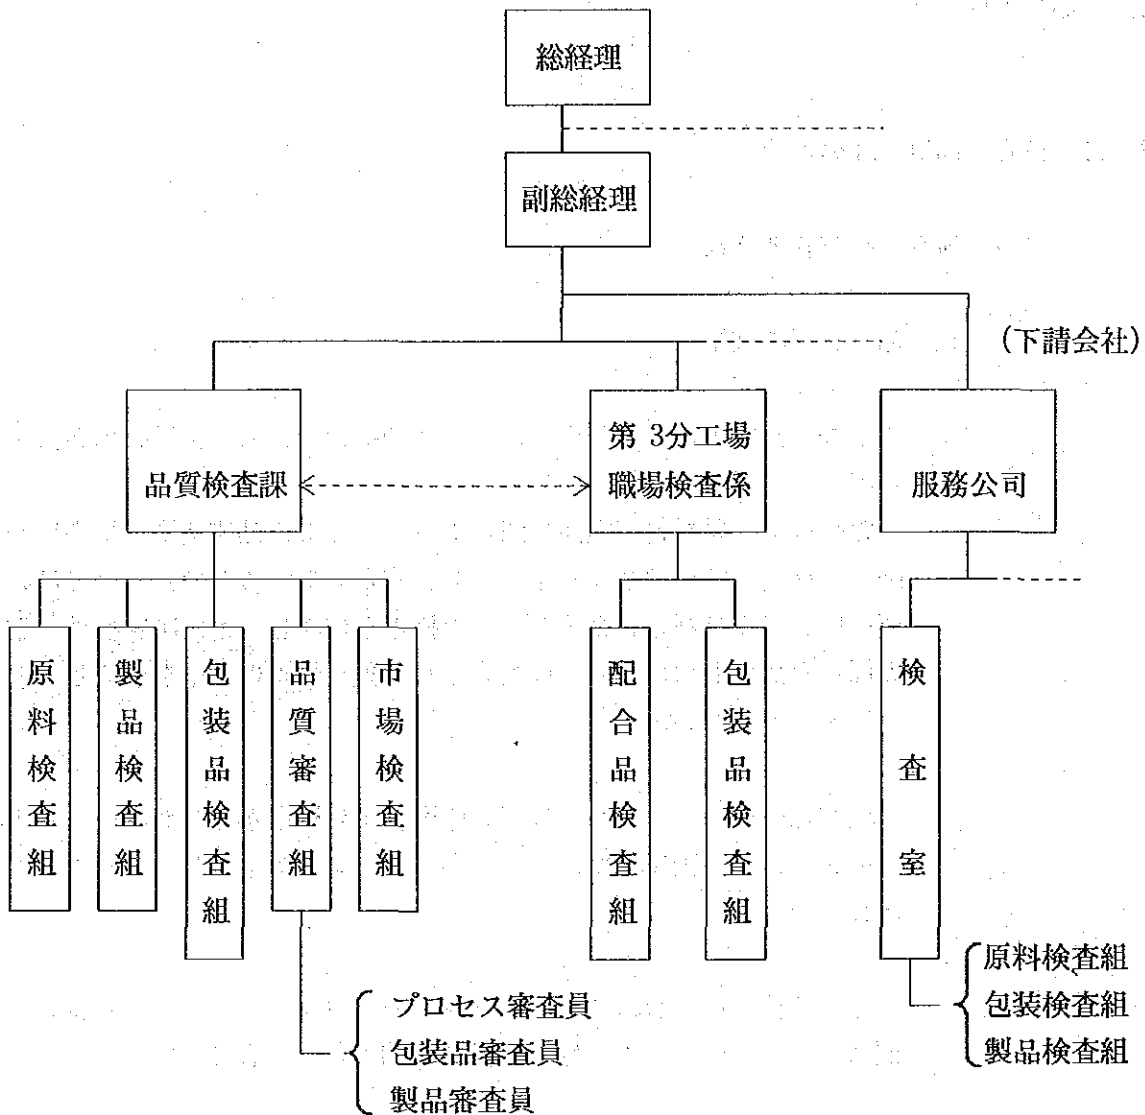 総経理
副総経理
(下請会社)
品質検査課
第 3分工場
職場検査係
服務公司
原料検査組
製品検査組
包装品検査組
品質審査組
市場検査組
配合品検査組
包装品検査組
検査室
プロセス審査員
包装品審査員
製品審査員
原料検査組
包装検査組
製品検査組